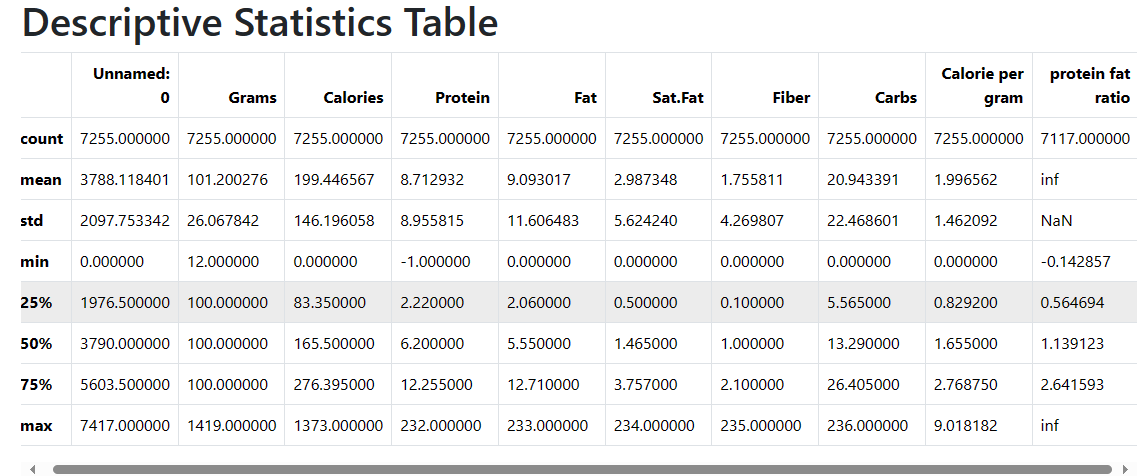 Descriptive Statistics Table
Unnamed: 0 Grams Calories Protein Fat Sat.Fat Fiber Carbs Calorie per gram protein fat ratio
count 7255.000000 7255.000000 7255.000000 7255.000000 7255.000000 7255.000000 7255.000000 7255.000000 7255.000000 7117.000000
mean 3788.118401 101.200276 199.446567 8.712932 9.093017 2.987348 1.755811 20.943391 1.996562 inf
std 2097.753342 26.067842 146.196058 8.955815 11.606483 5.624240 4.269807 22.468601 1.462092 NaN
min 0.000000 12.000000 0.000000 -1.000000 0.000000 0.000000 0.000000 0.000000 0.000000 -0.142857
25% 1976.500000 100.000000 83.350000 2.220000 2.060000 0.500000 0.100000 5.565000 0.829200 0.564694
50% 3790.000000 100.000000 165.500000 6.200000 5.550000 1.465000 1.000000 13.290000 1.655000 1.139123
75% 5603.500000 100.000000 276.395000 12.255000 12.710000 3.757000 2.100000 26.405000 2.768750 2.641593
max 7417.000000 1419.000000 1373.000000 232.000000 233.000000 234.000000 235.000000 236.000000 9.018182 inf